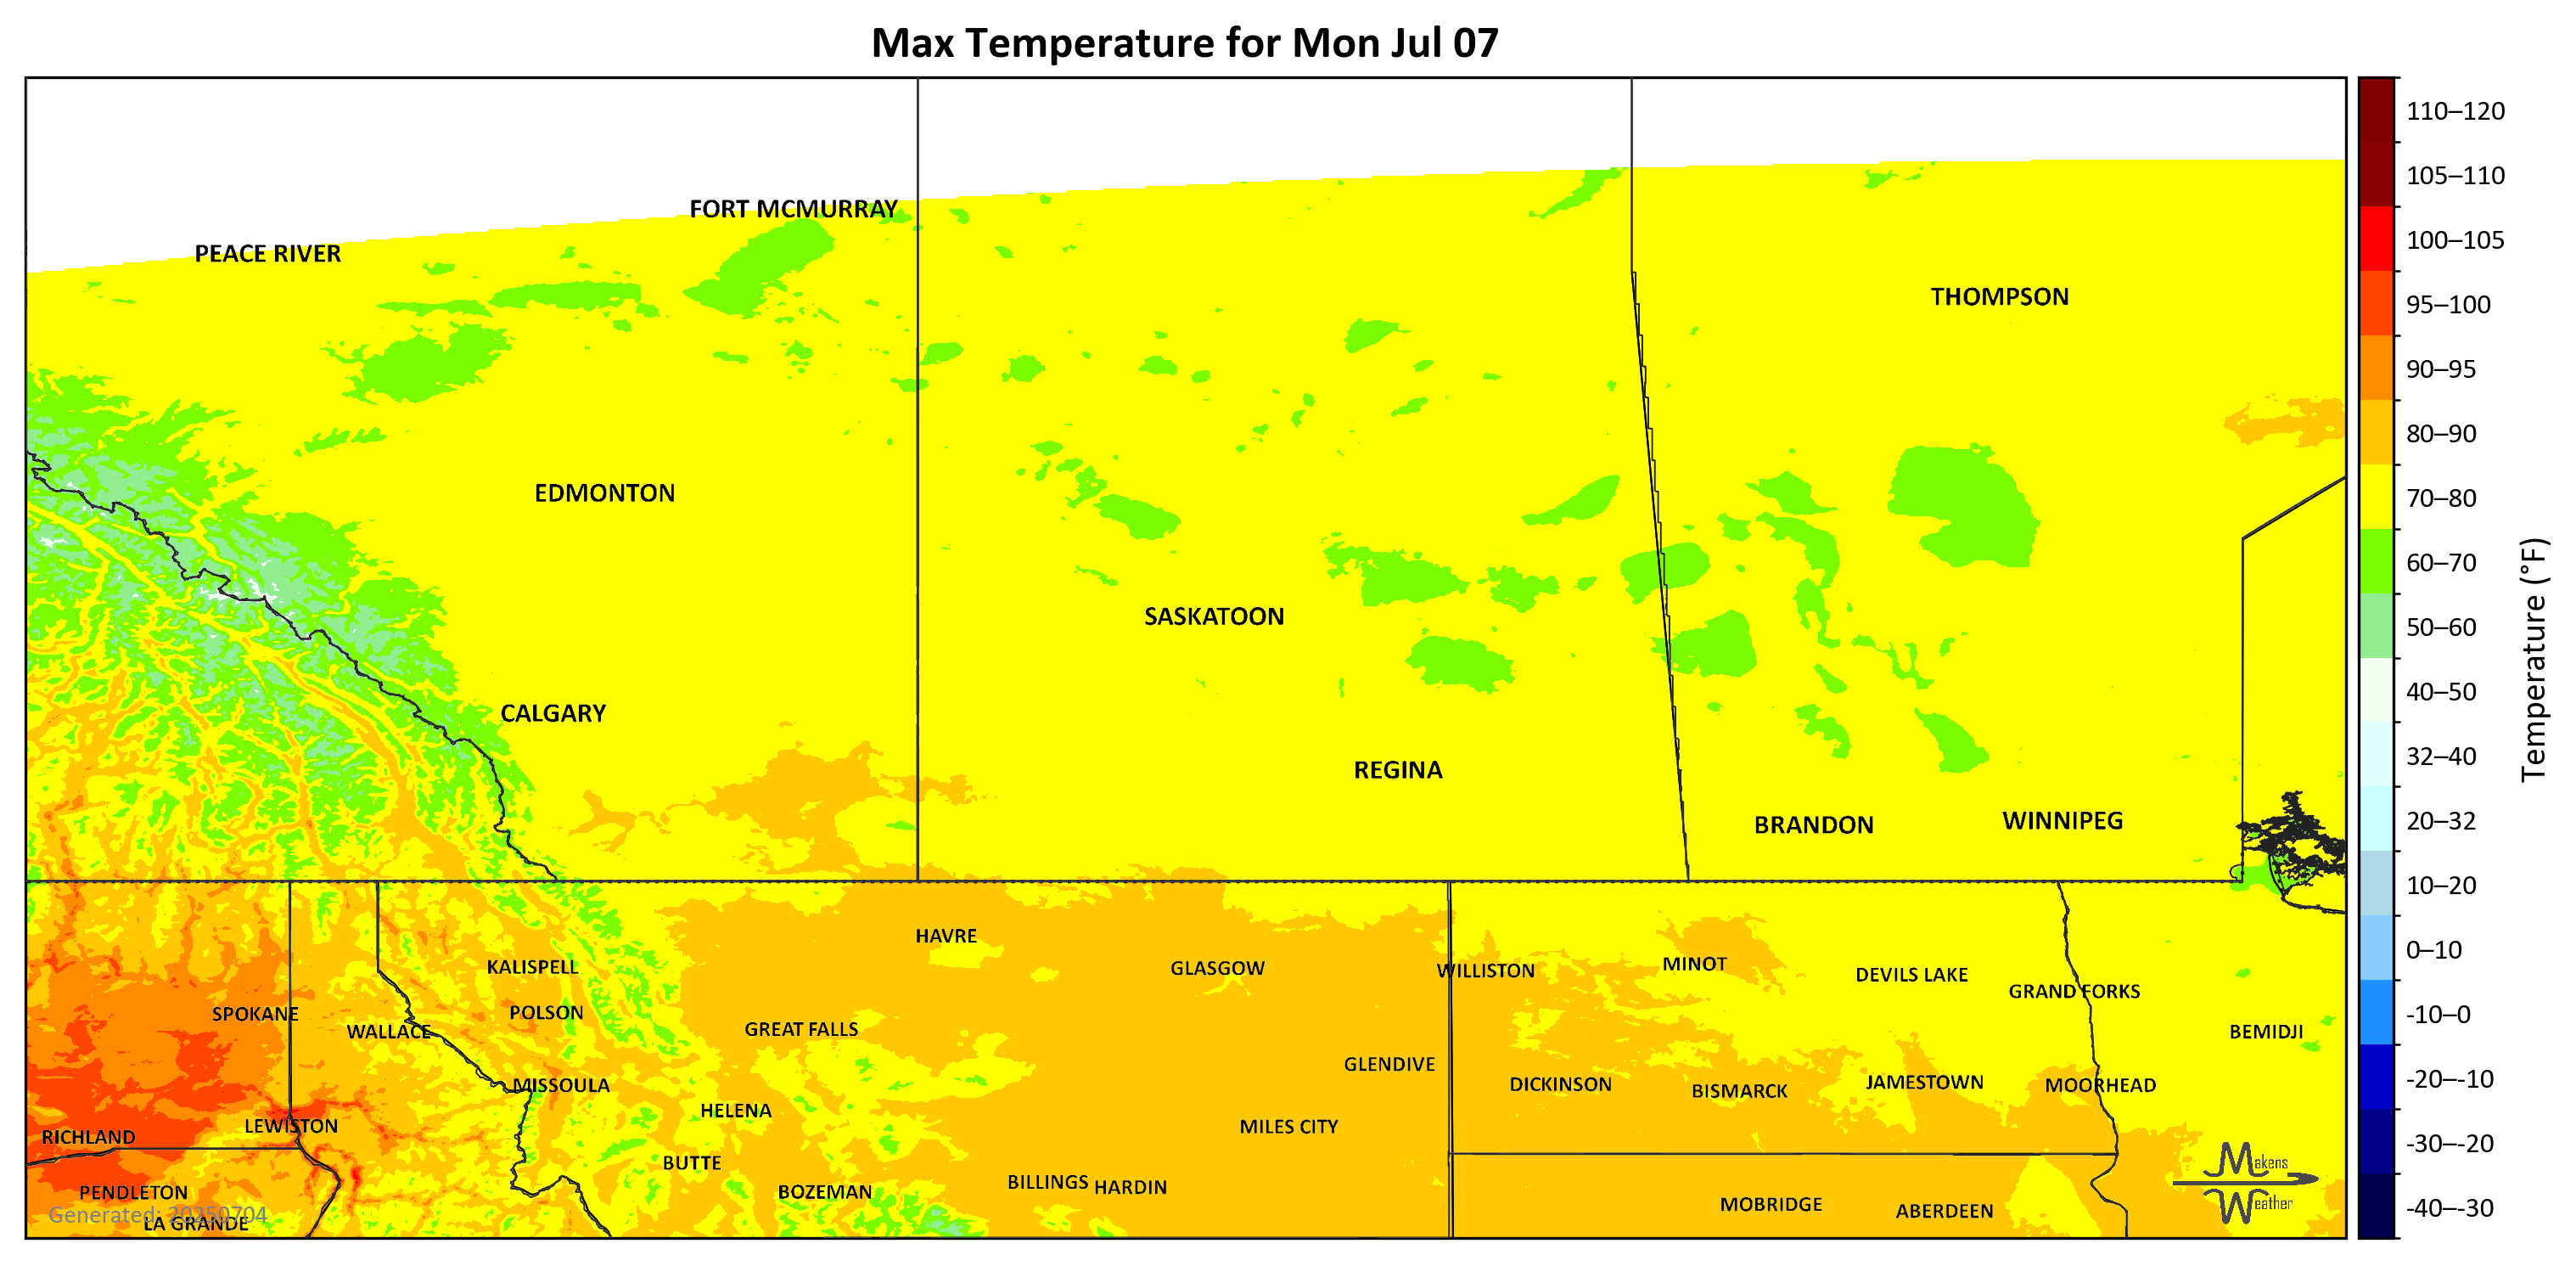 Max Temperature for Mon Jul 07
FORT MCMURRAY
PEACE RIVER
THOMPSON
EDMONTON
SASKATOON
CALGARY
REGINA
BRANDON
WINNIPEG
HAVRE
KALISPELL
GLASGOW
WILLISTON
MINOT
DEVILS LAKE
GRAND FORKS
SPOKANE
WALLACE
POLSON
GREAT FALLS
BEMIDJI
GLENDIVE
MISSOULA
DICKINSON
BISMARCK
JAMESTOWN
MOORHEAD
HELENA
LEWISTON
MILES CITY
RICHLAND
BUTTE
BILLINGS
HARDIN
PENDLETON
BOZEMAN
MOBRIDGE
ABERDEEN
Generated: 20250704
LA GRANDE
Makens
Weather
110–120
105–110
100–105
95–100
90–95
80–90
70–80
60–70
50–60
40–50
32–40
20–32
10–20
0–10
-10–0
-20–-10
-30–-20
-40–-30
Temperature (°F)